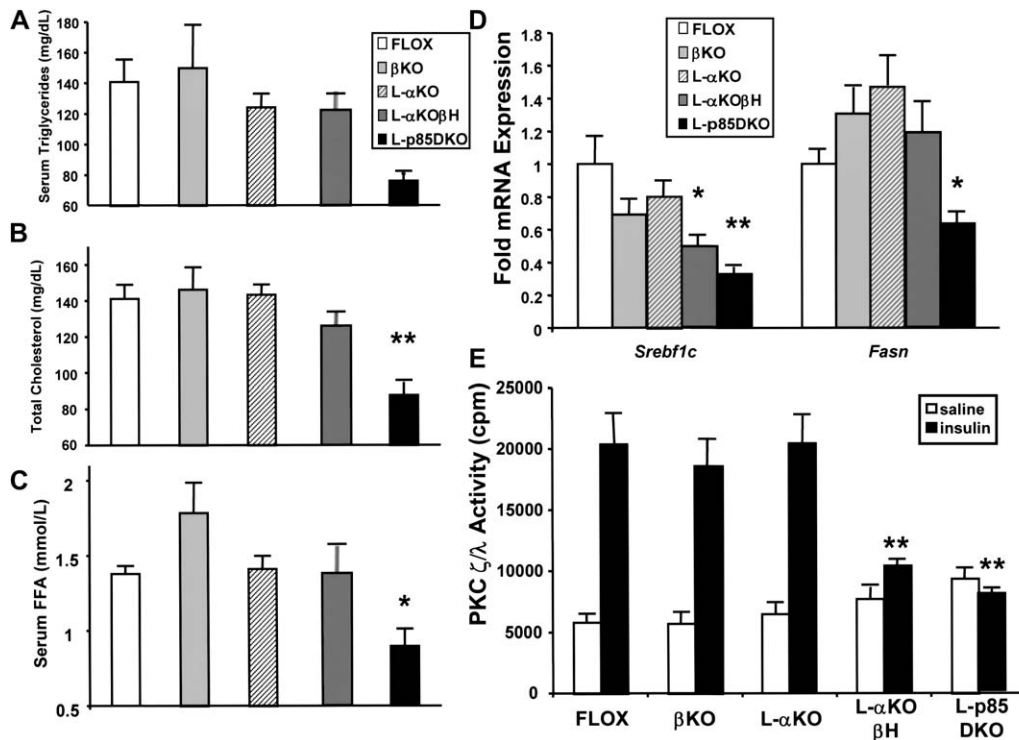 A
Serum Triglycerides (mg/dL)
160
140
120
100
80
60
FLOX
βKO
L-αKO
L-αKOβH
L-p85DKO
B
Total Cholesterol (mg/dL)
160
140
120
100
80
60
**
C
Serum FFA (mmol/L)
2
1.5
1
0.5
*
D
Fold mRNA Expression
1.8
1.6
1.4
1.2
1
0.8
0.6
0.4
0.2
0
FLOX
βKO
L-αKO
L-αKOβH
L-p85DKO
*
**
*
Srebf1c
Fasn
E
PKC ζ/λ Activity (cpm)
25000
20000
15000
10000
5000
0
saline
insulin
**
**
FLOX
βKO
L-αKO
L-αKO
βH
L-p85
DKO